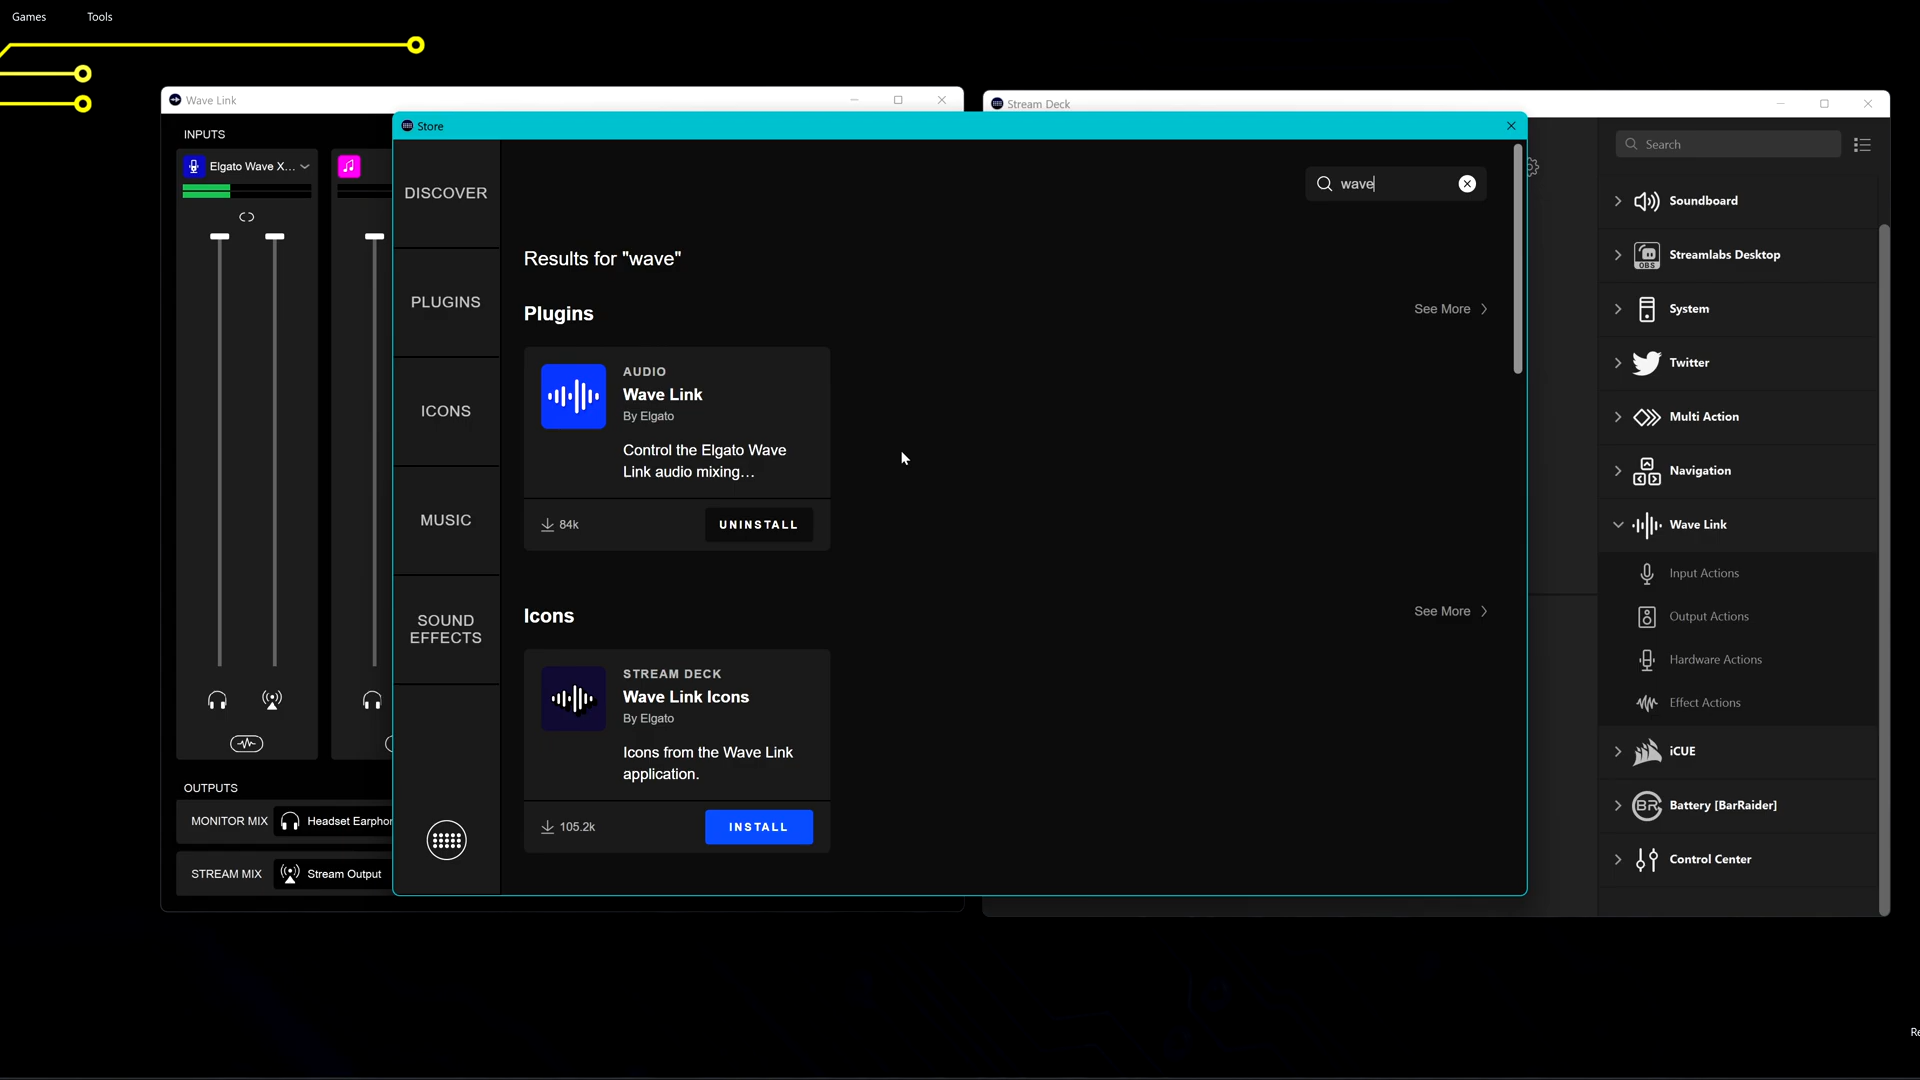 Games
Tools
Wave Link
INPUTS
Elgato Wave X...
OUTPUTS
MONITOR MIX
Headset Earphor
STREAM MIX
Stream Output
Store
DISCOVER
PLUGINS
ICONS
MUSIC
SOUND
EFFECTS
wave
Results for "wave"
Plugins
See More
AUDIO
Wave Link
By Elgato
Control the Elgato Wave
Link audio mixing...
84k
UNINSTALL
Icons
See More
STREAM DECK
Wave Link Icons
By Elgato
Icons from the Wave Link
application.
105.2k
INSTALL
Stream Deck
Search
Soundboard
OBS
Streamlabs Desktop
System
Twitter
Multi Action
Navigation
Wave Link
Input Actions
Output Actions
Hardware Actions
Effect Actions
iCUE
BR
Battery [BarRaider]
Control Center
Re